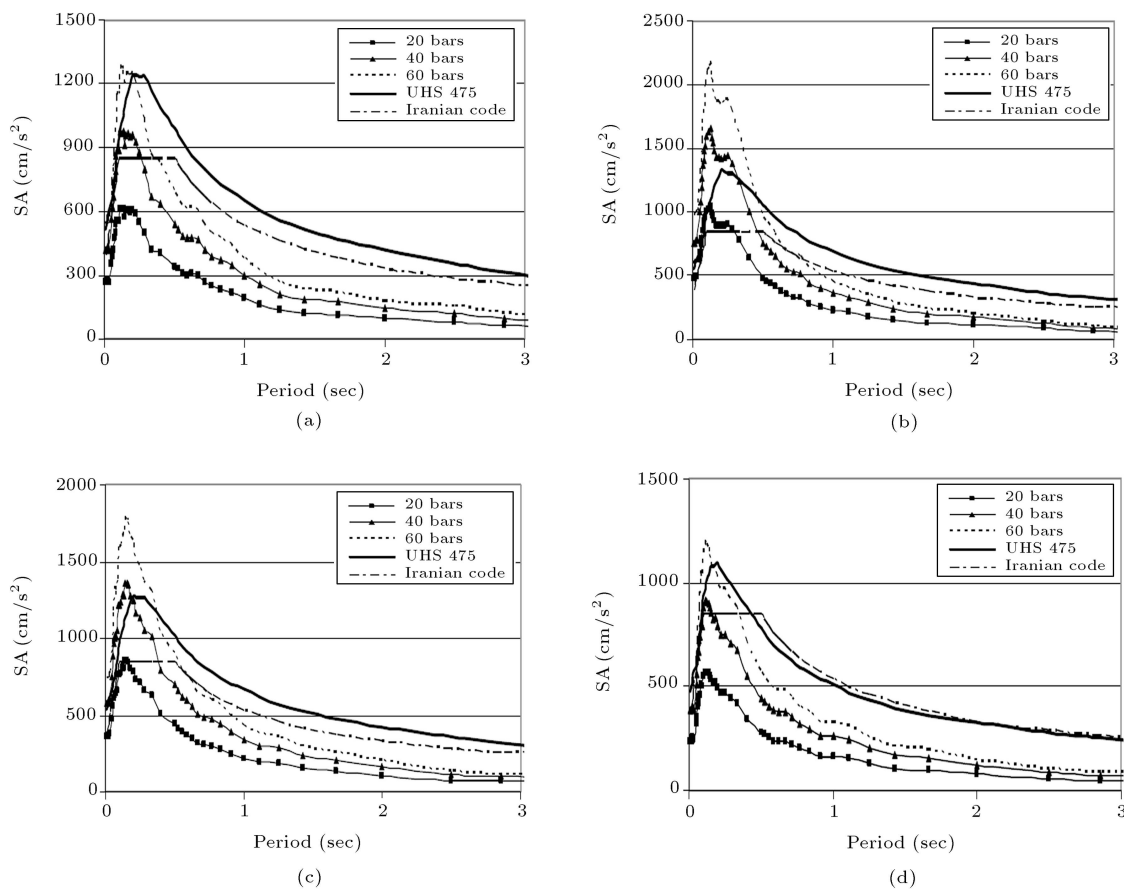 1500
1200
900
600
300
0
SA (cm/s²)
20 bars
40 bars
60 bars
UHS 475
Iranian code
0 1 2 3
Period (sec)
(a)
2500
2000
1500
1000
500
0
SA (cm/s²)
20 bars
40 bars
60 bars
UHS 475
Iranian code
0 1 2 3
Period (sec)
(b)
2000
1500
1000
500
0
SA (cm/s²)
20 bars
40 bars
60 bars
UHS 475
Iranian code
0 1 2 3
Period (sec)
(c)
1500
1000
500
0
SA (cm/s²)
20 bars
40 bars
60 bars
UHS 475
Iranian code
0 1 2 3
Period (sec)
(d)